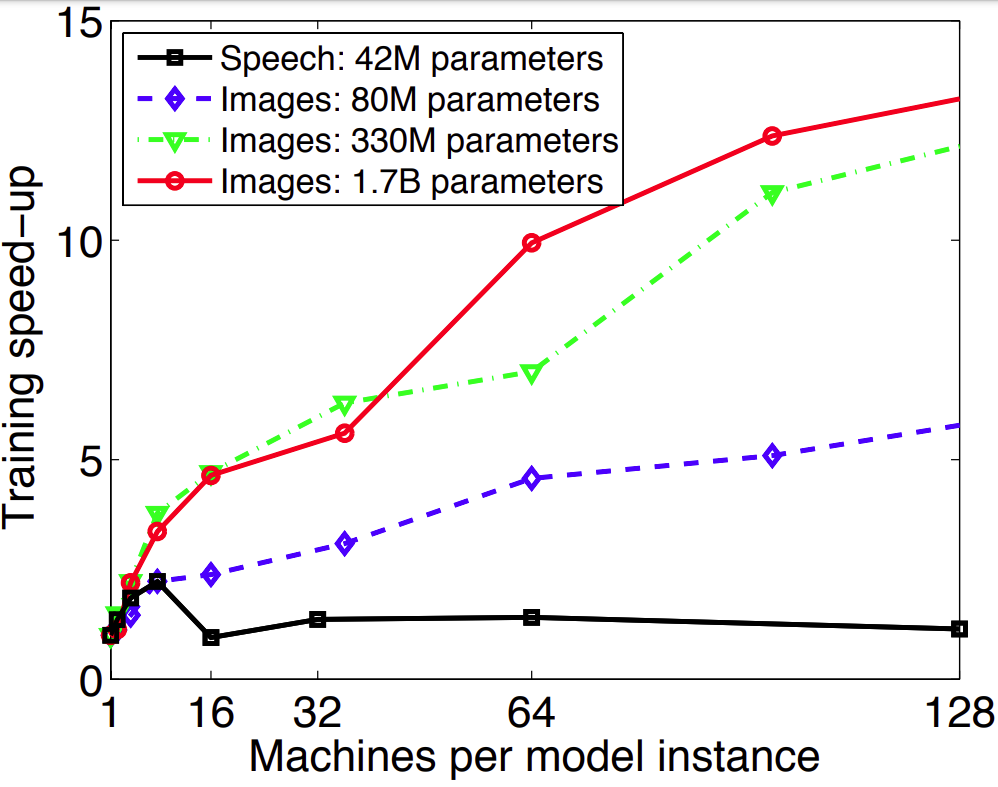 15
Speech: 42M parameters
Images: 80M parameters
Images: 330M parameters
Images: 1.7B parameters
10
5
0
Training speed–up
1 16 32 64 128
Machines per model instance